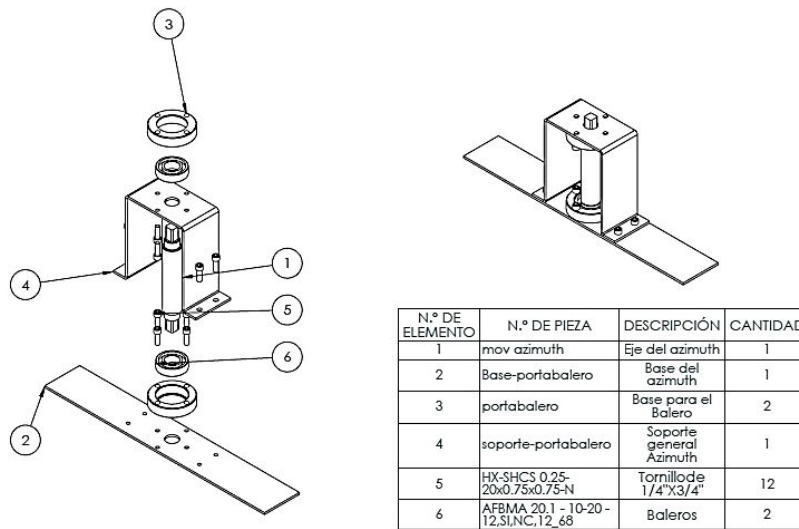 3
1
4
5
6
2
N.º DE ELEMENTO N.º DE PIEZA DESCRIPCIÓN CANTIDAD
1 mov azimuth Eje del azimuth 1
2 Base-portabalero Base del azimuth 1
3 portabalero Base para el Balero 2
4 soporte-portabalero Soporte general Azimuth 1
5 HX-SHCS 0.25-20x0.75x0.75-N Tornillode 1/4"X3/4" 12
6 AFBMA 20.1 - 10-20 - 12,SI,NC,12_68 Baleros 2